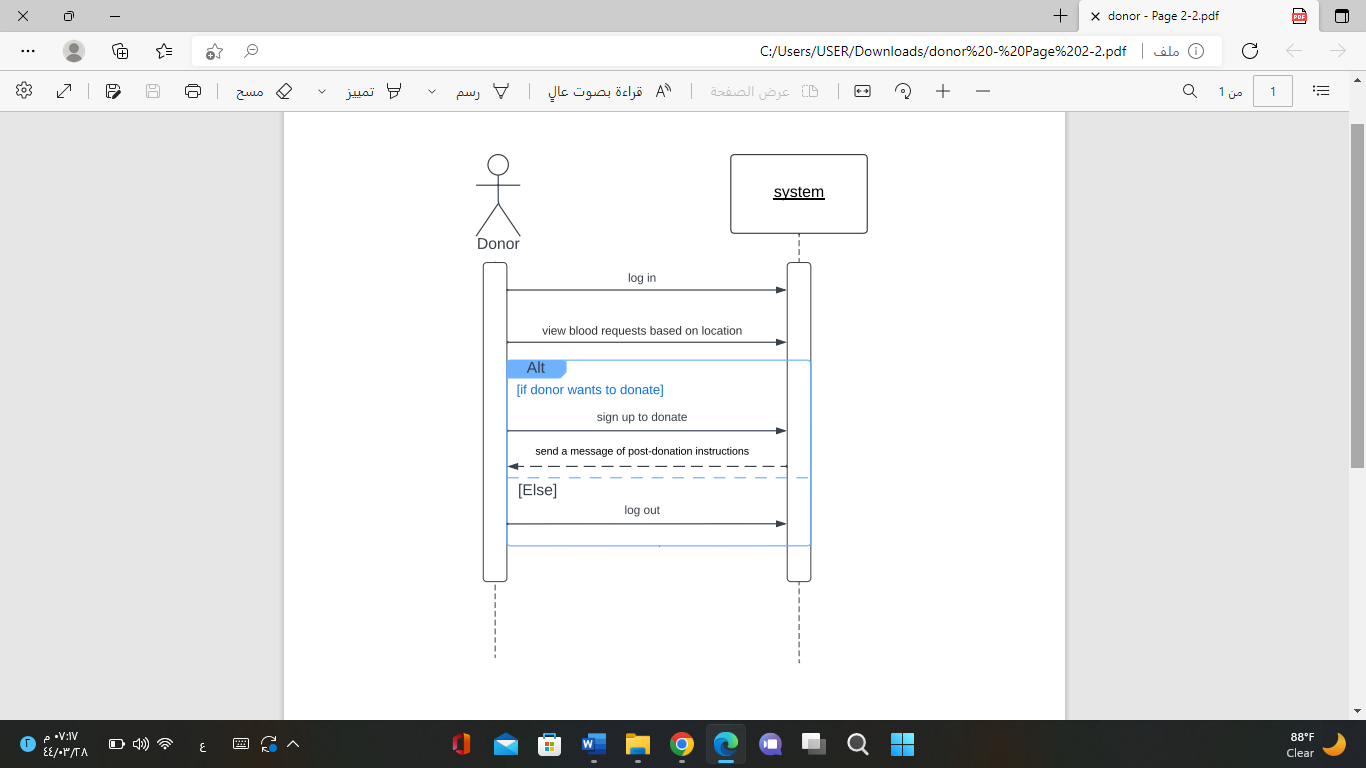 donor - Page 2-2.pdf
C:/Users/USER/Downloads/donor%20-%20Page%202-2.pdf
ملف
1
من 1
عرض الصفحة
قراءة بصوت عالٍ
رسم
تمييز
مسح
Donor
system
log in
view blood requests based on location
Alt
[if donor wants to donate]
sign up to donate
send a message of post-donation instructions
[Else]
log out
٠٧:١٧ م
٤٤/٠٣/٢٨
٢
ع
W
PDF
88°F
Clear